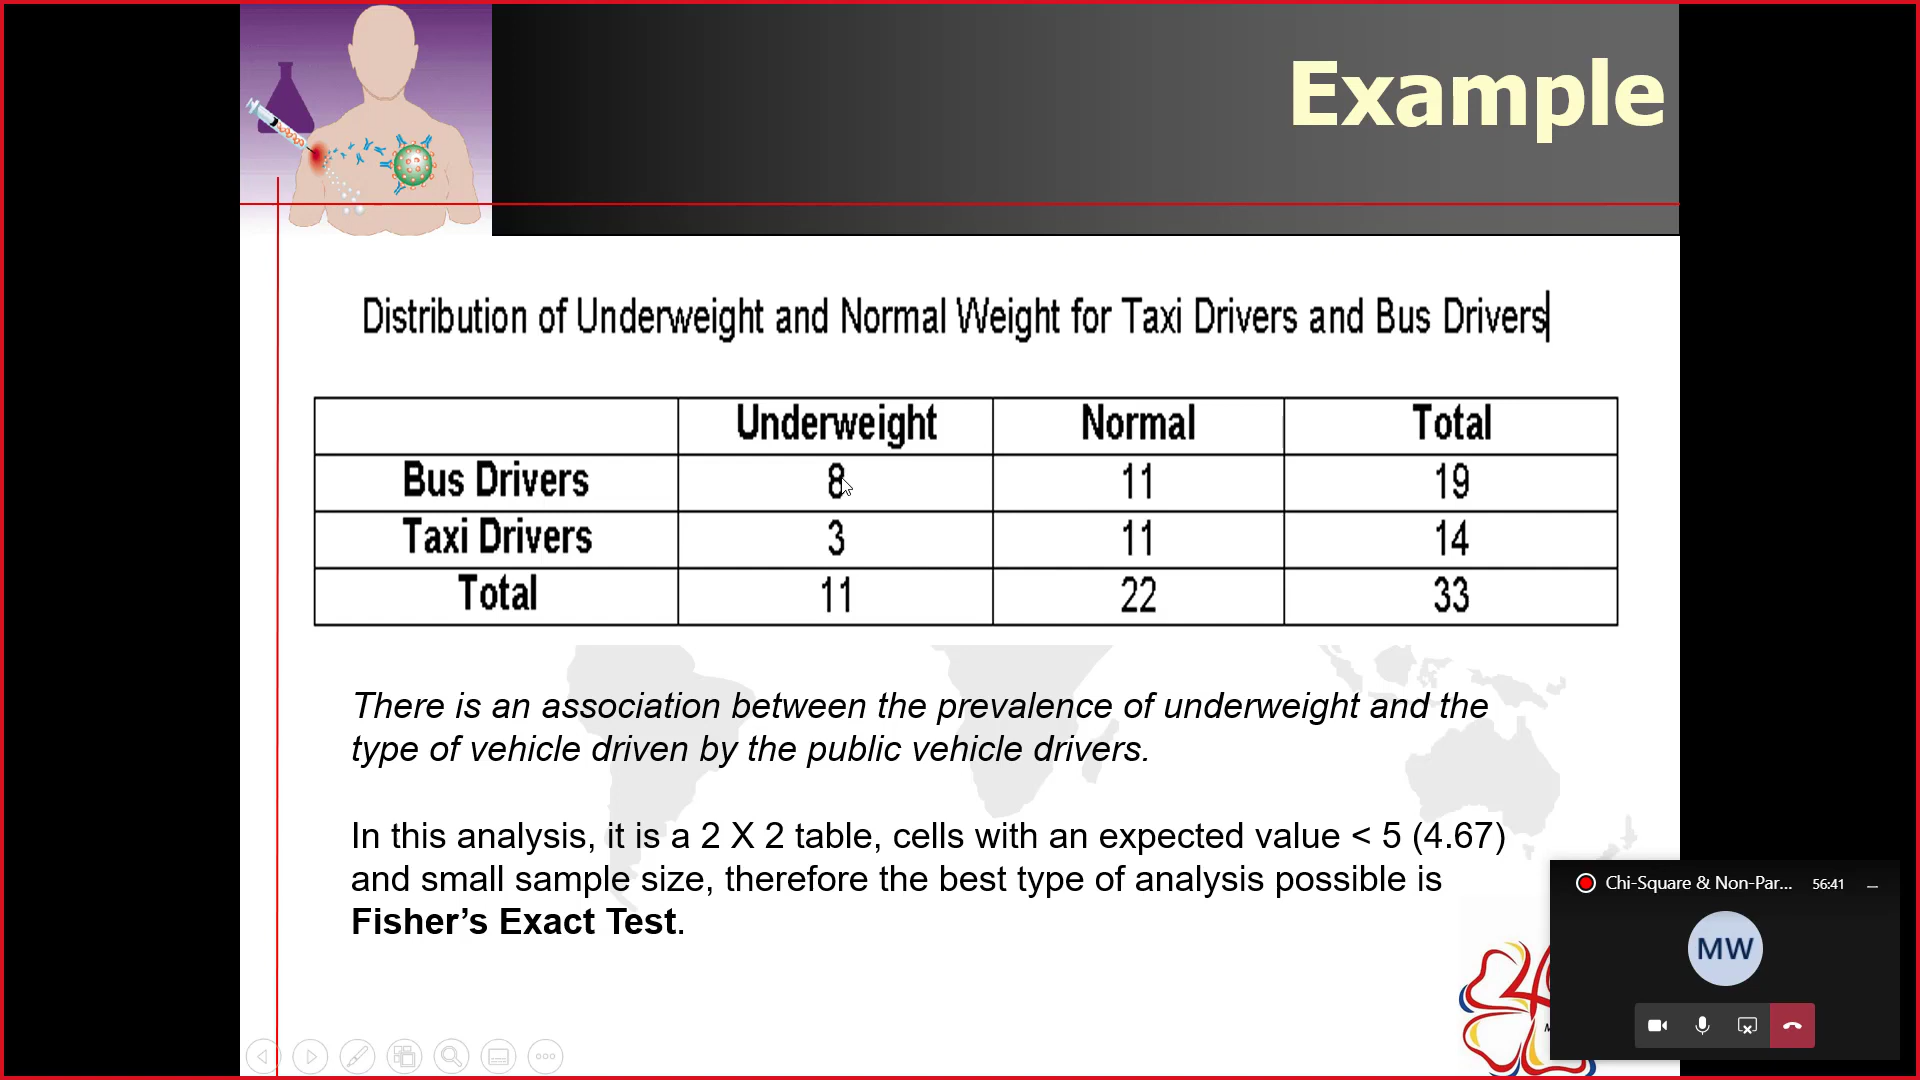 Example
Distribution of Underweight and Normal Weight for Taxi Drivers and Bus Drivers
Underweight Normal Total
Bus Drivers 8 11 19
Taxi Drivers 3 11 14
Total 11 22 33
There is an association between the prevalence of underweight and the
type of vehicle driven by the public vehicle drivers.
In this analysis, it is a 2 X 2 table, cells with an expected value < 5 (4.67)
and small sample size, therefore the best type of analysis possible is
Fisher’s Exact Test.
Chi-Square & Non-Par... 56:41
MW